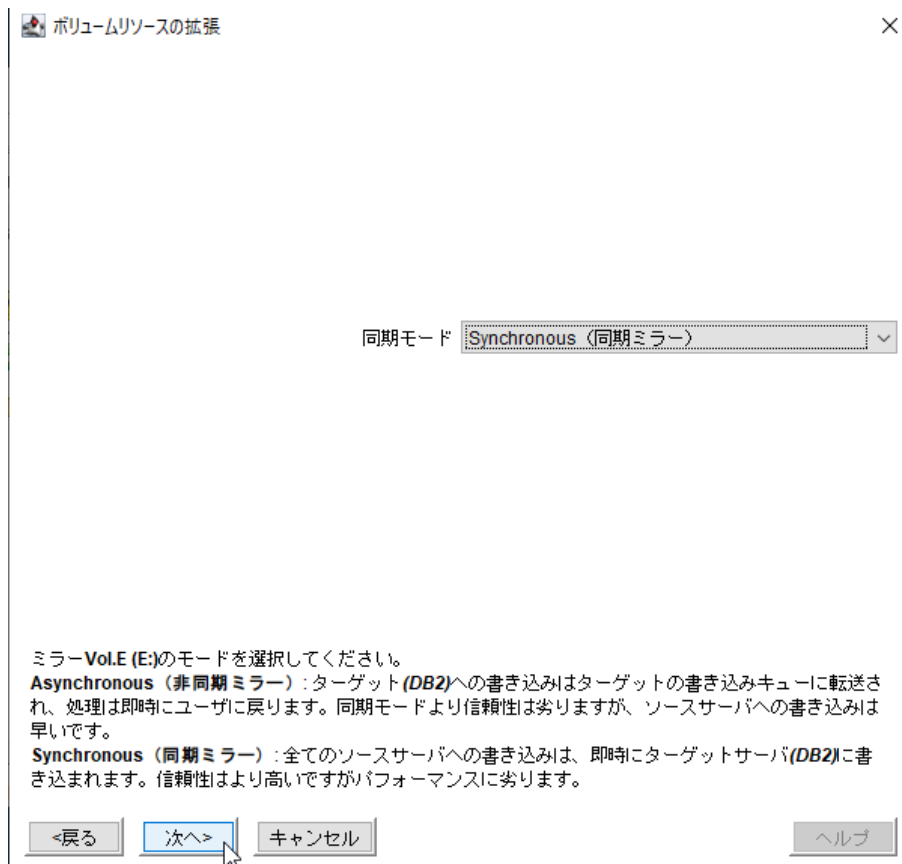 ボリュームリソースの拡張
同期モード Synchronous（同期ミラー）
ミラーVol.E (E:)のモードを選択してください。
Asynchronous（非同期ミラー）: ターゲット(DB2)への書き込みはターゲットの書き込みキューに転送さ
れ、処理は即時にユーザに戻ります。同期モードより信頼性は劣りますが、ソースサーバへの書き込みは
早いです。
Synchronous（同期ミラー）: 全てのソースサーバへの書き込みは、即時にターゲットサーバ(DB2)に書
き込まれます。信頼性はより高いですがパフォーマンスに劣ります。
<戻る 次へ> キャンセル ヘルプ